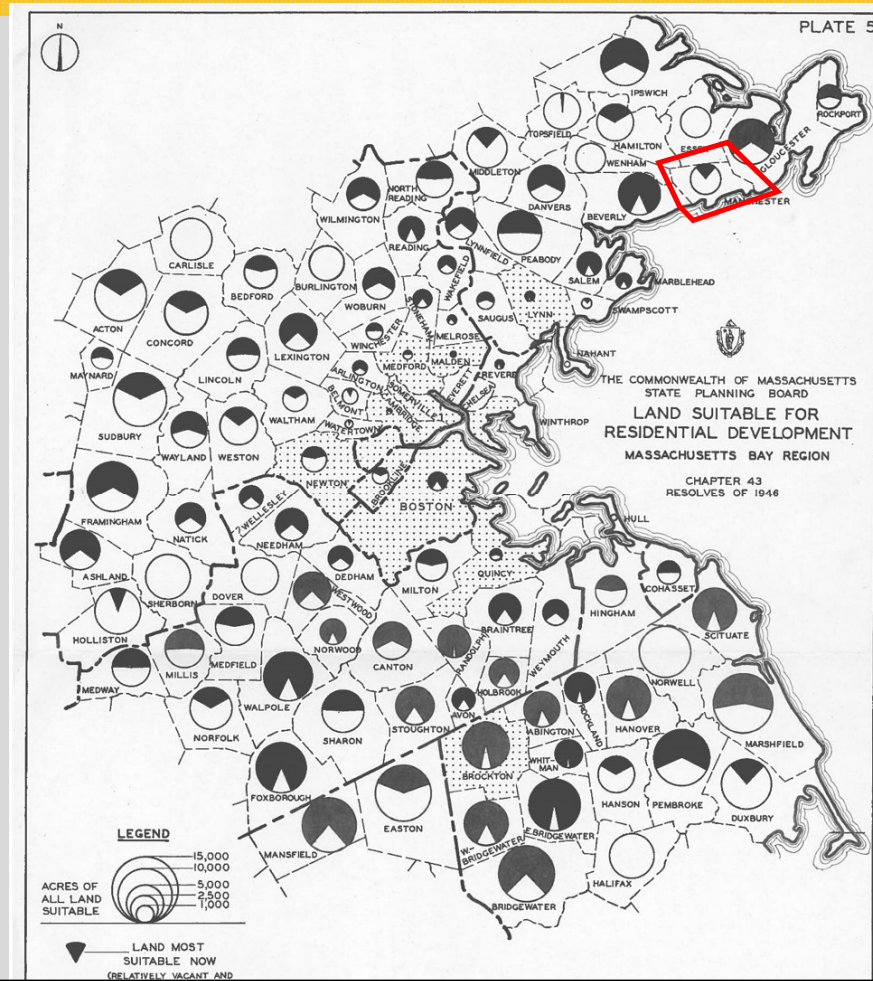 PLATE 5
N
IPSWICH
ROCKPORT
TOPSFIELD
HAMILTON
ESSEX
GLOUCESTER
WENHAM
MIDDLETON
MANCHESTER
NORTH
READING
DANVERS
BEVERLY
WILMINGTON
READING
LYNNFIELD
PEABODY
CARLISLE
BURLINGTON
WAKEFIELD
SALEM
MARBLEHEAD
BEDFORD
WOBURN
STONEHAM
SAUGUS
LYNN
SWAMPSCOTT
ACTON
CONCORD
LEXINGTON
WINCHESTER
MELROSE
NAHANT
MAYNARD
LINCOLN
ARLINGTON
MEDFORD
MALDEN
REVERE
EVERETT
CHELSEA
BELMONT
SOMERVILLE
CAMBRIDGE
WINTHROP
SUDBURY
WALTHAM
WATERTOWN
WAYLAND
WESTON
THE COMMONWEALTH OF MASSACHUSETTS
STATE PLANNING BOARD
LAND SUITABLE FOR
RESIDENTIAL DEVELOPMENT
MASSACHUSETTS BAY REGION
CHAPTER 43
RESOLVES OF 1946
NEWTON
BROOKLINE
BOSTON
FRAMINGHAM
WELLESLEY
HULL
NATICK
NEEDHAM
ASHLAND
SHERBORN
DOVER
DEDHAM
MILTON
QUINCY
HINGHAM
COHASSET
HOLLISTON
WESTWOOD
BRAINTREE
WEYMOUTH
SCITUATE
MILLIS
MEDFIELD
NORWOOD
CANTON
RANDOLPH
NORWELL
MEDWAY
WALPOLE
HOLBROOK
NORFOLK
SHARON
STOUGHTON
AVON
ABINGTON
ROCKLAND
HANOVER
MARSHFIELD
BROCKTON
WHIT-
MAN
FOXBOROUGH
HANSON
PEMBROKE
DUXBURY
EASTON
MANSFIELD
W.-
BRIDGEWATER
E. BRIDGEWATER
BRIDGEWATER
HALIFAX
LEGEND
15,000
10,000
5,000
2,500
1,000
ACRES OF
ALL LAND
SUITABLE
LAND MOST
SUITABLE NOW
(RELATIVELY VACANT AND